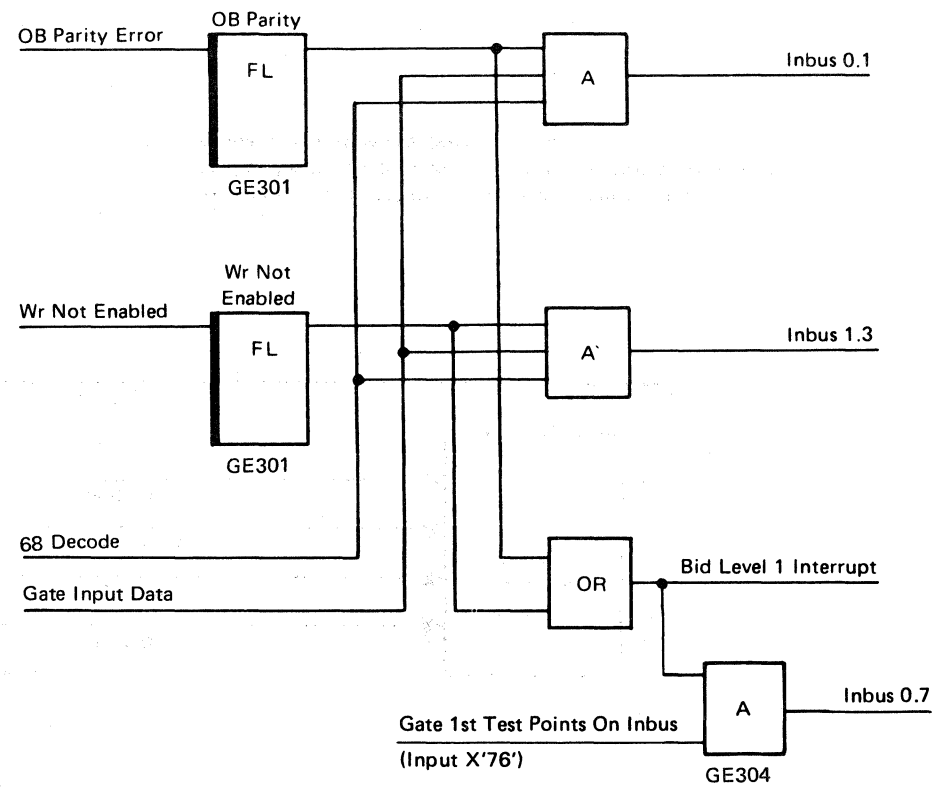 OB Parity
OB Parity Error
FL
A
Inbus 0.1
GE301
Wr Not
Enabled
Wr Not Enabled
FL
A`
Inbus 1.3
GE301
68 Decode
Gate Input Data
OR
Bid Level 1 Interrupt
A
Inbus 0.7
Gate 1st Test Points On Inbus
(Input X'76')
GE304